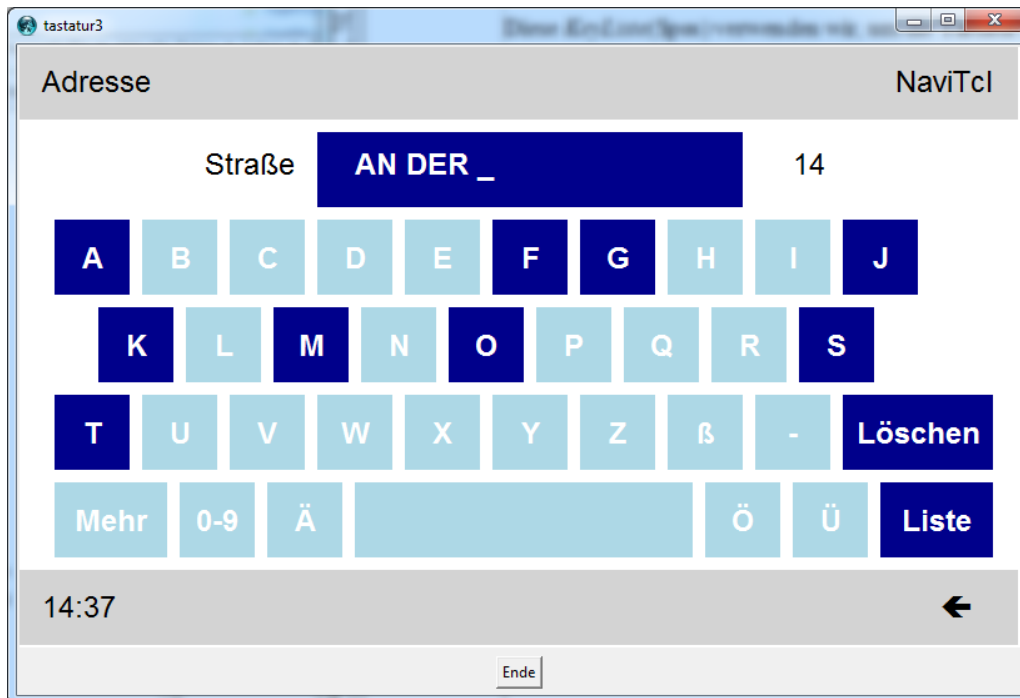 tastatur3
Adresse NaviTcl
Straße AN DER _ 14
A B C D E F G H I J
K L M N O P Q R S
T U V W X Y Z ß - Löschen
Mehr 0-9 Ä Ö Ü Liste
14:37
Ende